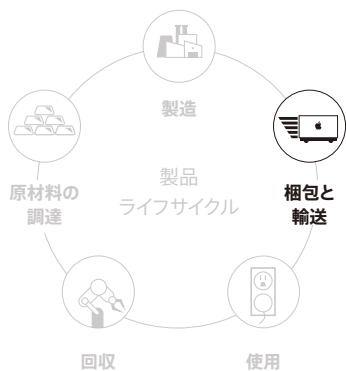 製造
原材料の
調達
製品
ライフサイクル
梱包と
輸送
回収
使用